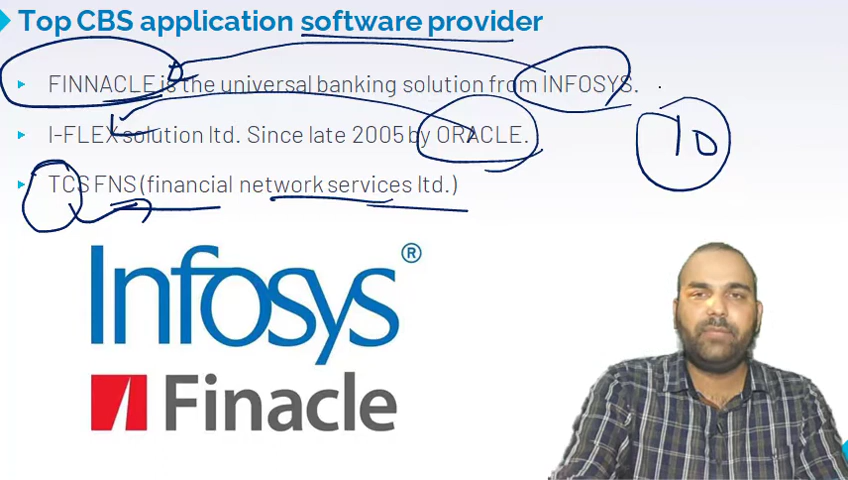 Top CBS application software provider
FINNACLE is the universal banking solution from INFOSYS.
I-FLEX solution ltd. Since late 2005 by ORACLE.
10
TCS FNS (financial network services ltd.)
Infosys®
Finacle